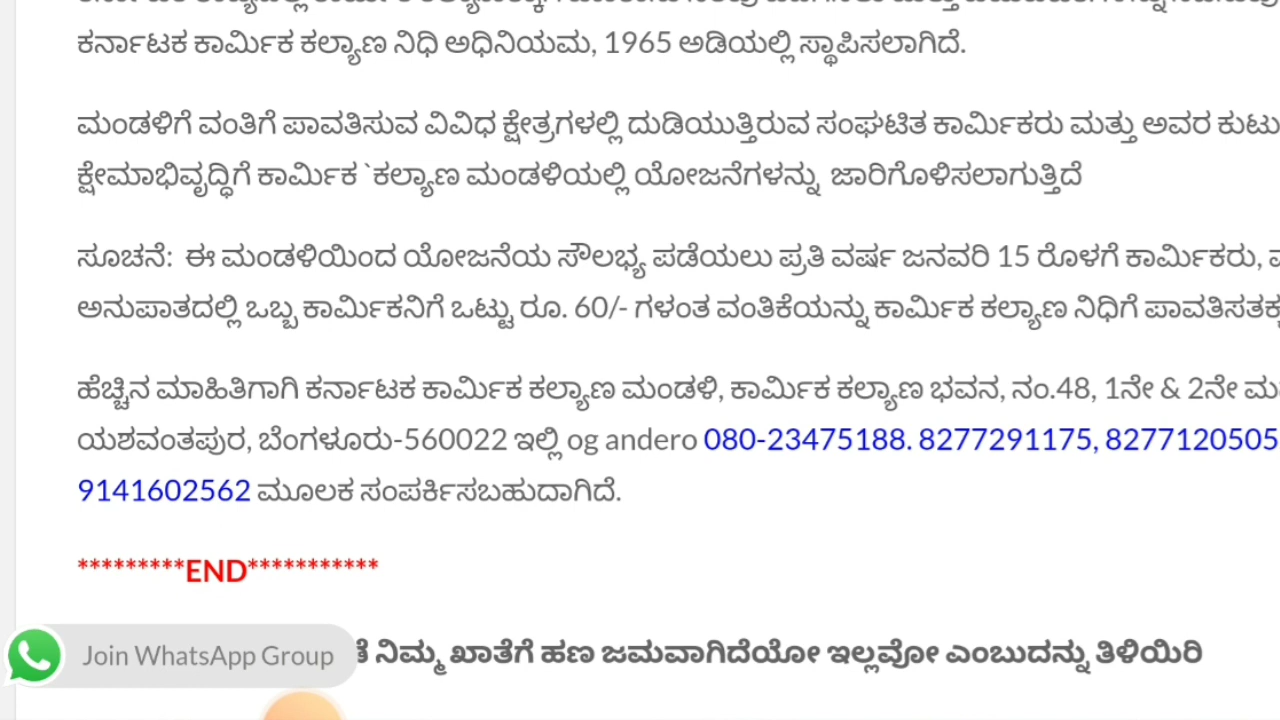 ಕರ್ನಾಟಕ ಕಾರ್ಮಿಕ ಕಲ್ಯಾಣ ನಿಧಿ ಅಧಿನಿಯಮ, 1965 ಅಡಿಯಲ್ಲಿ ಸ್ಥಾಪಿಸಲಾಗಿದೆ.
ಮಂಡಳಿಗೆ ವಂತಿಗೆ ಪಾವತಿಸುವ ವಿವಿಧ ಕ್ಷೇತ್ರಗಳಲ್ಲಿ ದುಡಿಯುತ್ತಿರುವ ಸಂಘಟಿತ ಕಾರ್ಮಿಕರು ಮತ್ತು ಅವರ ಕುಟು
ಕ್ಷೇಮಾಭಿವೃದ್ಧಿಗೆ ಕಾರ್ಮಿಕ `ಕಲ್ಯಾಣ ಮಂಡಳಿಯಲ್ಲಿ ಯೋಜನೆಗಳನ್ನು ಜಾರಿಗೊಳಿಸಲಾಗುತ್ತಿದೆ
ಸೂಚನೆ: ಈ ಮಂಡಳಿಯಿಂದ ಯೋಜನೆಯ ಸೌಲಭ್ಯ ಪಡೆಯಲು ಪ್ರತಿ ವರ್ಷ ಜನವರಿ 15 ರೊಳಗೆ ಕಾರ್ಮಿಕರು,
ಅನುಪಾತದಲ್ಲಿ ಒಬ್ಬ ಕಾರ್ಮಿಕನಿಗೆ ಒಟ್ಟು ರೂ. 60/- ಗಳಂತ ವಂತಿಕೆಯನ್ನು ಕಾರ್ಮಿಕ ಕಲ್ಯಾಣ ನಿಧಿಗೆ ಪಾವತಿಸತಕ್ಕ
ಹೆಚ್ಚಿನ ಮಾಹಿತಿಗಾಗಿ ಕರ್ನಾಟಕ ಕಾರ್ಮಿಕ ಕಲ್ಯಾಣ ಮಂಡಳಿ, ಕಾರ್ಮಿಕ ಕಲ್ಯಾಣ ಭವನ, ನಂ.48, 1ನೇ & 2ನೇ ಮ
ಯಶವಂತಪುರ, ಬೆಂಗಳೂರು-560022 ಇಲ್ಲಿ og andero 080-23475188. 8277291175, 8277120505
9141602562 ಮೂಲಕ ಸಂಪರ್ಕಿಸಬಹುದಾಗಿದೆ.
*********END***********
Join WhatsApp Group ನಿಮ್ಮ ಖಾತೆಗೆ ಹಣ ಜಮವಾಗಿದೆಯೋ ಇಲ್ಲವೋ ಎಂಬುದನ್ನು ತಿಳಿಯಿರಿ